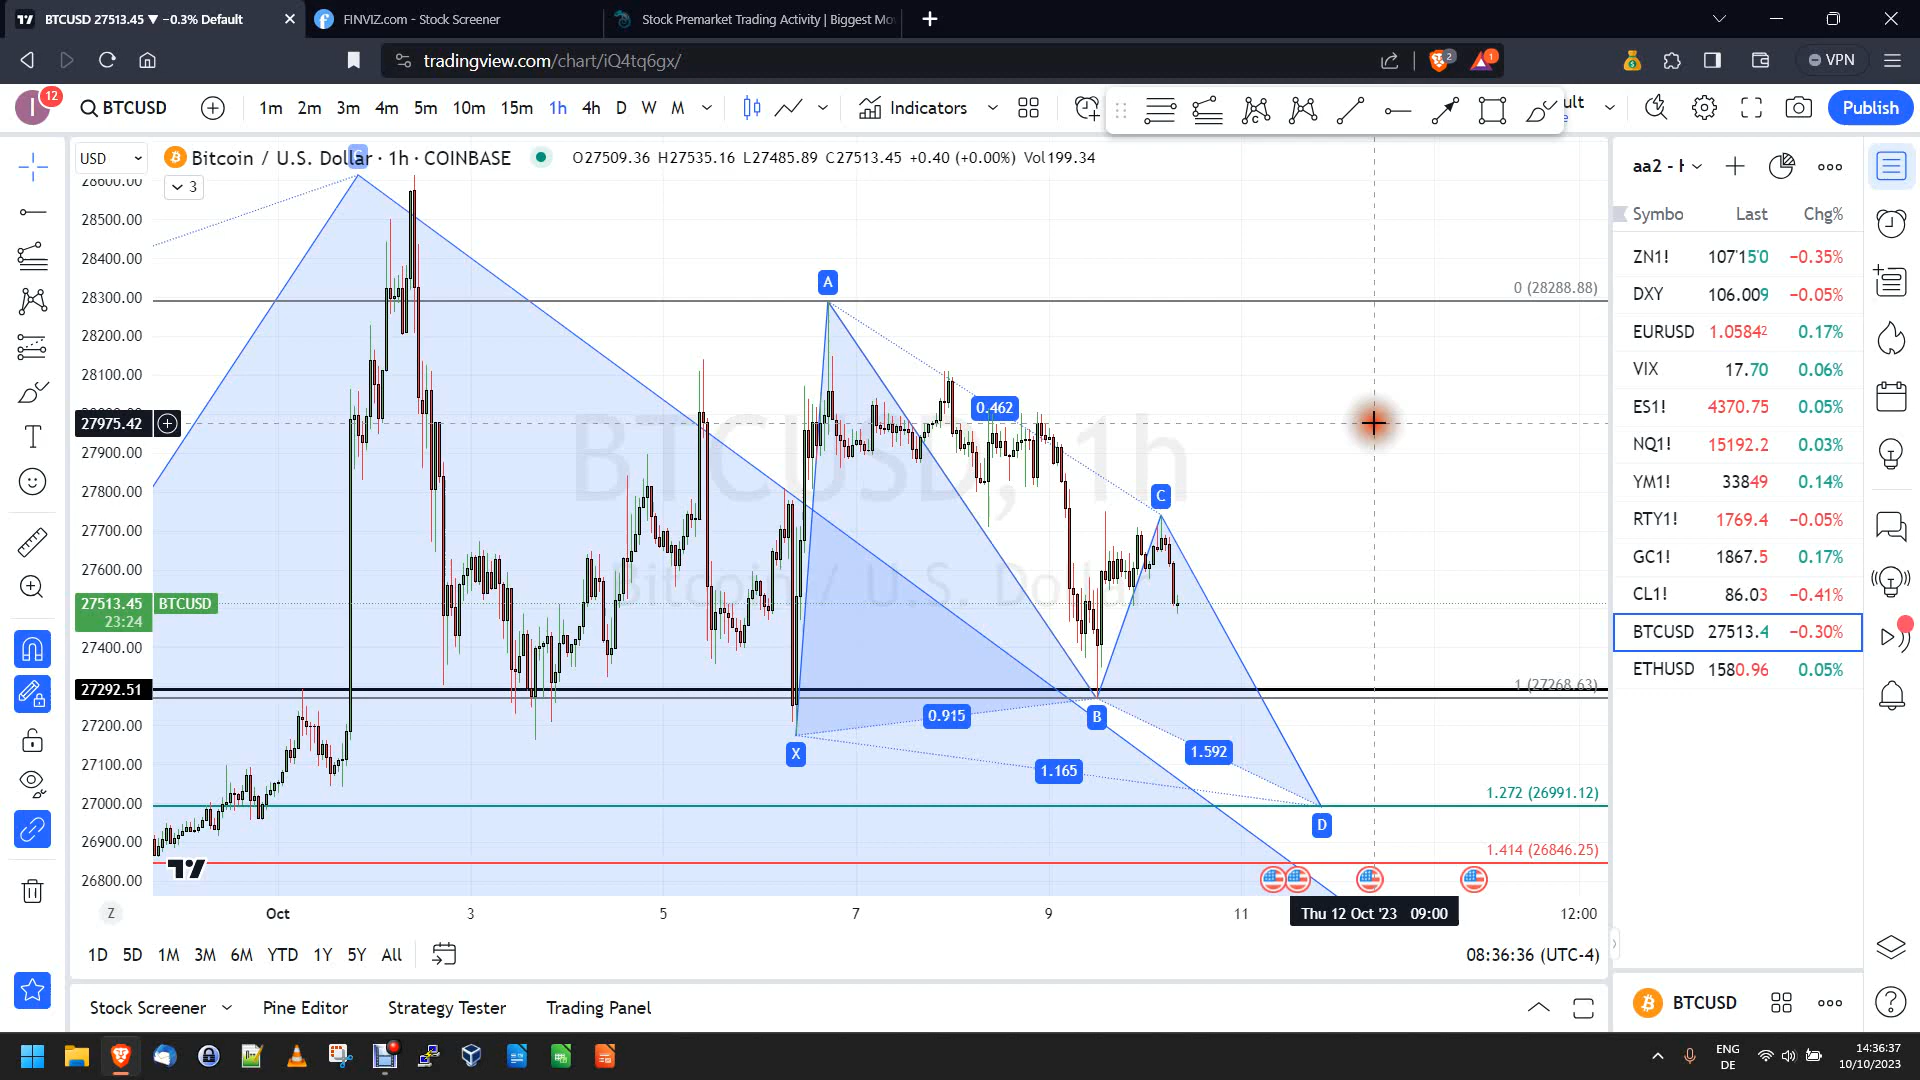 BTCUSD 27513.45 ▼ −0.3% Default
FINVIZ.com - Stock Screener
Stock Premarket Trading Activity | Biggest Mo
tradingview.com/chart/iQ4tq6gx/
2
1
VPN
I
12
BTCUSD
1m 2m 3m 4m 5m 10m 15m 1h 4h D W M
Indicators
Publish
USD
Bitcoin / U.S. Dollar · 1h · COINBASE
O27509.36 H27535.16 L27485.89 C27513.45 +0.40 (+0.00%) Vol199.34
3
28600.00
28500.00
28400.00
28300.00
28200.00
28100.00
27975.42
27900.00
27800.00
27700.00
27600.00
27513.45
23:24
BTCUSD
27400.00
27292.51
27200.00
27100.00
27000.00
26900.00
26800.00
BTCUSD, 1h
Bitcoin / U.S. Dollar
A
0.462
C
0.915
B
X
1.165
1.592
D
0 (28288.88)
1 (27268.63)
1.272 (26991.12)
1.414 (26846.25)
Z
Oct 3 5 7 9 11 12:00
Thu 12 Oct '23 09:00
1D 5D 1M 3M 6M YTD 1Y 5Y All
08:36:36 (UTC-4)
Stock Screener
Pine Editor
Strategy Tester
Trading Panel
Symbo Last Chg%
ZN1! 107'15'0 −0.35%
DXY 106.009 −0.05%
EURUSD 1.05842 0.17%
VIX 17.70 0.06%
ES1! 4370.75 0.05%
NQ1! 15192.2 0.03%
YM1! 33849 0.14%
RTY1! 1769.4 −0.05%
GC1! 1867.5 0.17%
CL1! 86.03 −0.41%
BTCUSD 27513.4 −0.30%
ETHUSD 1580.96 0.05%
BTCUSD
ENG
DE
14:36:37
10/10/2023